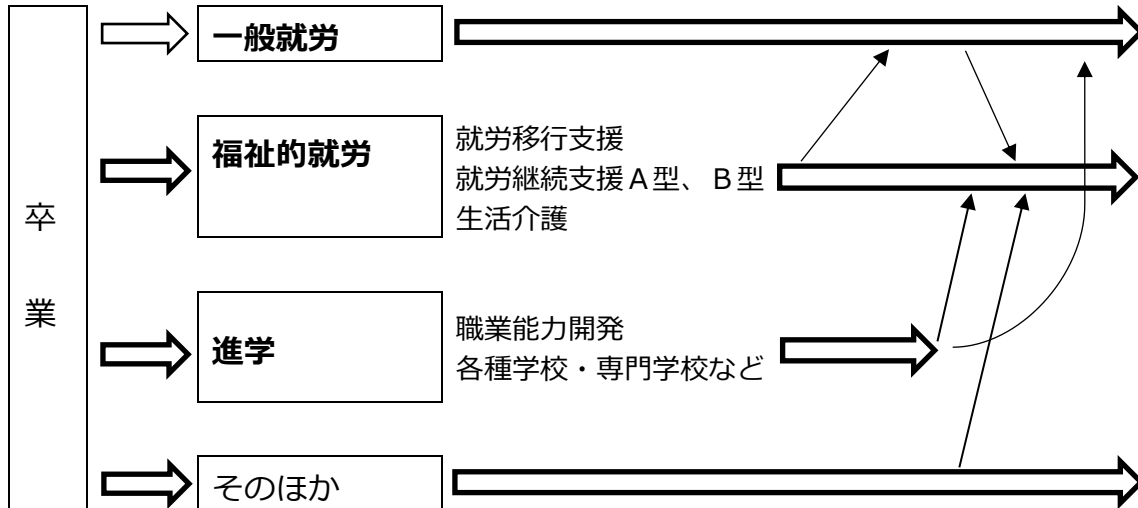 卒
業
一般就労
福祉的就労
就労移行支援
就労継続支援Ａ型、Ｂ型
生活介護
進学
職業能力開発
各種学校・専門学校など
そのほか